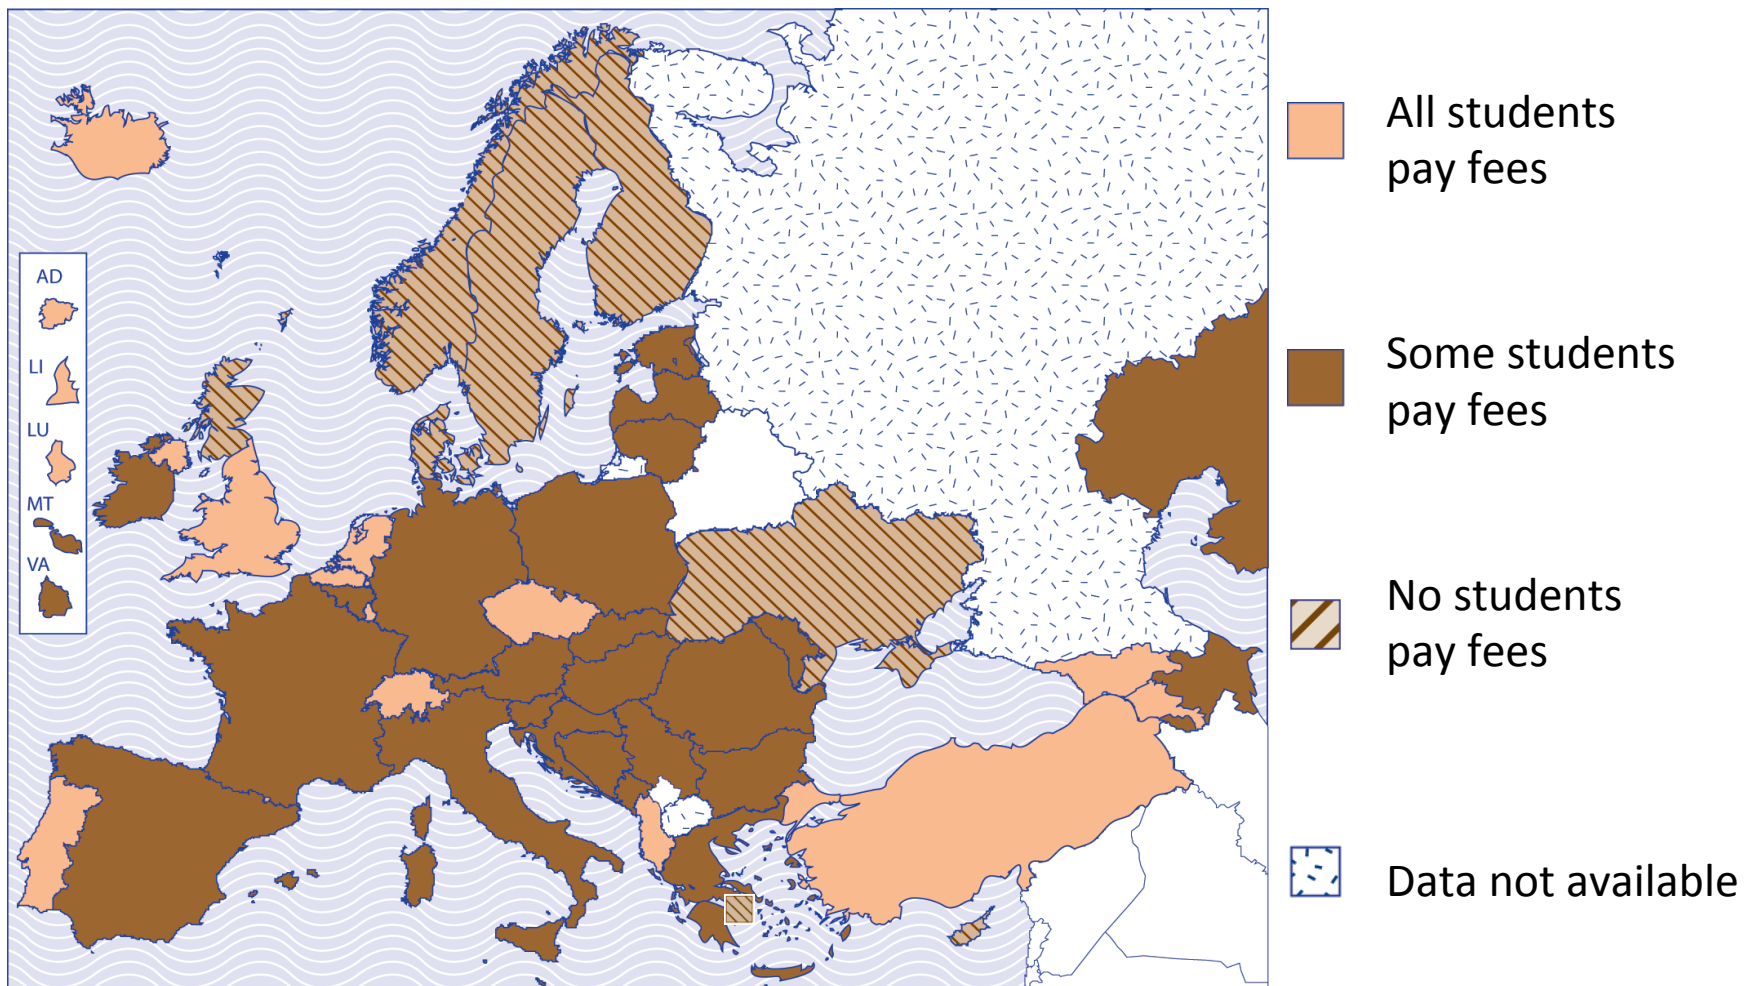 AD
LI
LU
MT
VA
All students
pay fees
Some students
pay fees
No students
pay fees
Data not available